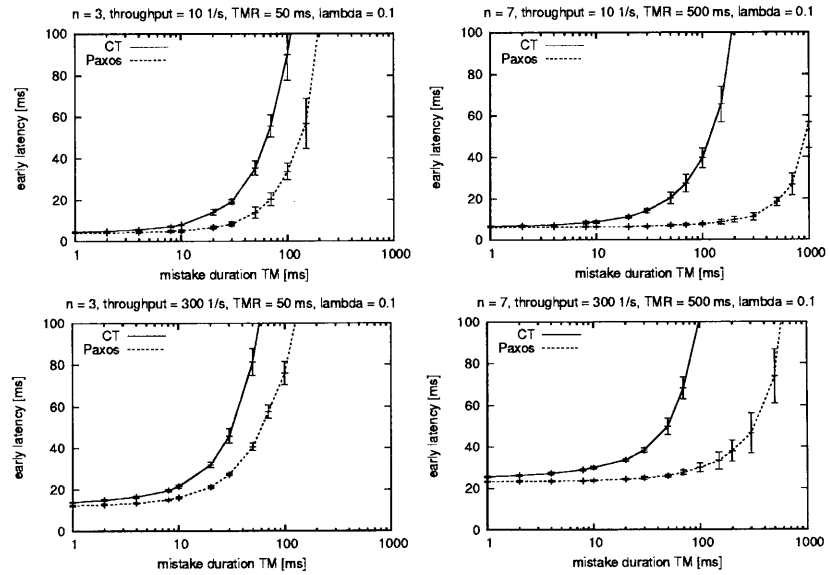 n = 3, throughput = 10 1/s, TMR = 50 ms, lambda = 0.1
100
80
60
40
20
0
early latency [ms]
CT
Paxos
1
10
100
1000
mistake duration TM [ms]
n = 7, throughput = 10 1/s, TMR = 500 ms, lambda = 0.1
100
80
60
40
20
0
early latency [ms]
CT
Paxos
1
10
100
1000
mistake duration TM [ms]
n = 3, throughput = 300 1/s, TMR = 50 ms, lambda = 0.1
100
80
60
40
20
0
early latency [ms]
CT
Paxos
1
10
100
1000
mistake duration TM [ms]
n = 7, throughput = 300 1/s, TMR = 500 ms, lambda = 0.1
100
80
60
40
20
0
early latency [ms]
CT
Paxos
1
10
100
1000
mistake duration TM [ms]